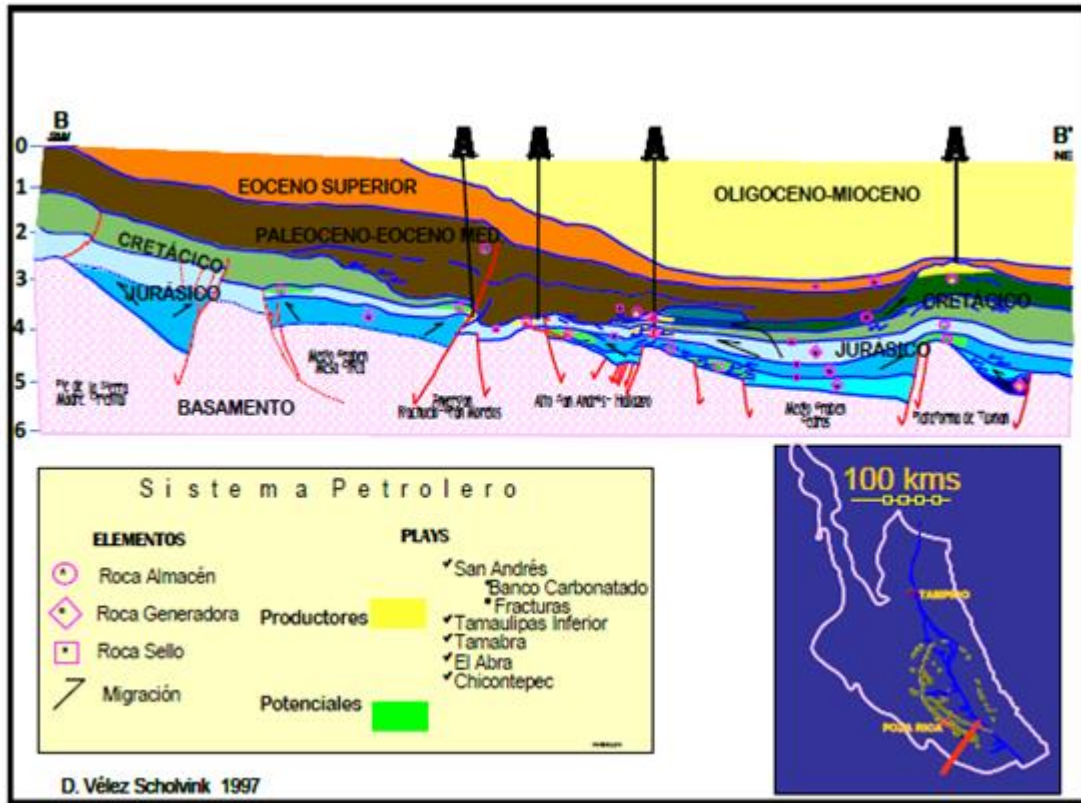 B
B'
NE
0
1
2
3
4
5
6
EOCENO SUPERIOR
OLIGOCENO-MIOCENO
PALEOCENO-EOCENO MED.
CRETÁCICO
CRETÁCICO
JURÁSICO
JURÁSICO
BASAMENTO
Alto San Andrés-
Plataforma de
Sistema Petrolero
ELEMENTOS
Roca Almacén
Roca Generadora
Roca Sello
Migración
Productores
Potenciales
PLAYS
San Andrés
Banco Carbonatado
Fracturas
Tamaulipas Inferior
Tamabra
El Abra
Chicontepec
100 kms
TAMPICO
POZA RICA
D. Vélez Scholvink 1997